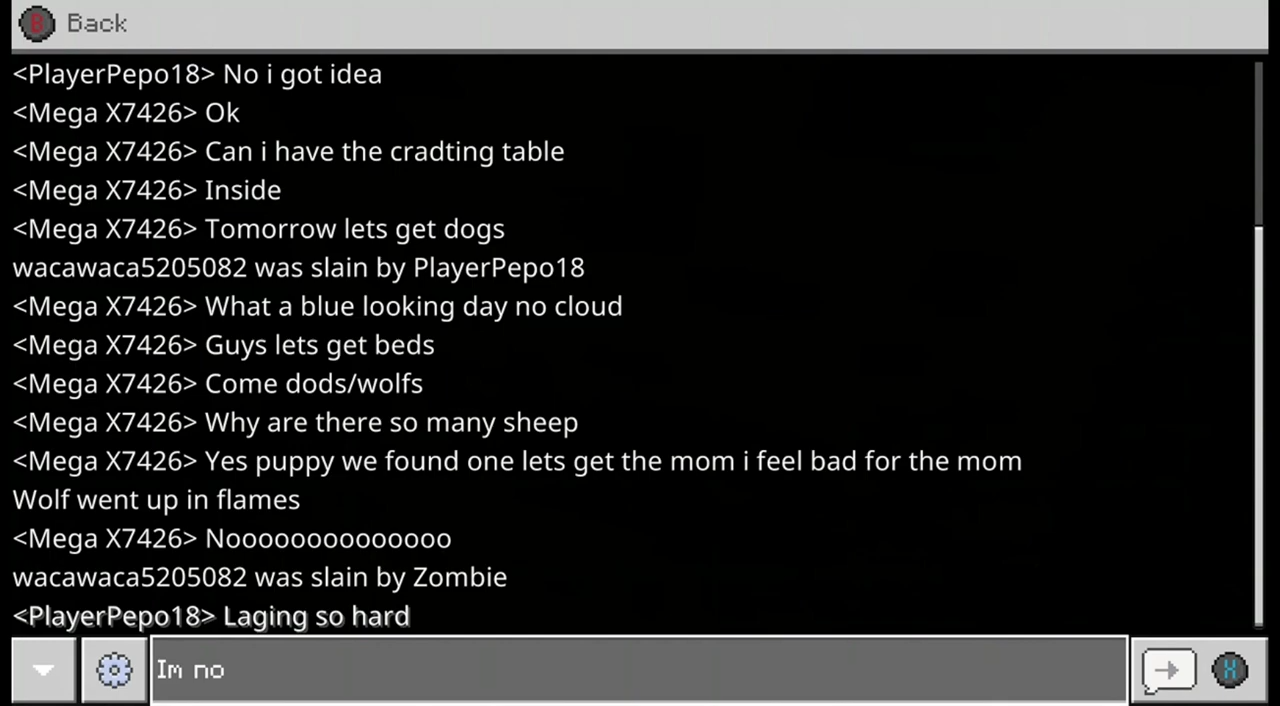 B Back
<PlayerPepo18> No i got idea
<Mega X7426> Ok
<Mega X7426> Can i have the cradting table
<Mega X7426> Inside
<Mega X7426> Tomorrow lets get dogs
wacawaca5205082 was slain by PlayerPepo18
<Mega X7426> What a blue looking day no cloud
<Mega X7426> Guys lets get beds
<Mega X7426> Come dods/wolfs
<Mega X7426> Why are there so many sheep
<Mega X7426> Yes puppy we found one lets get the mom i feel bad for the mom
Wolf went up in flames
<Mega X7426> Noooooooooooooo
wacawaca5205082 was slain by Zombie
<PlayerPepo18> Laging so hard
Im no
X